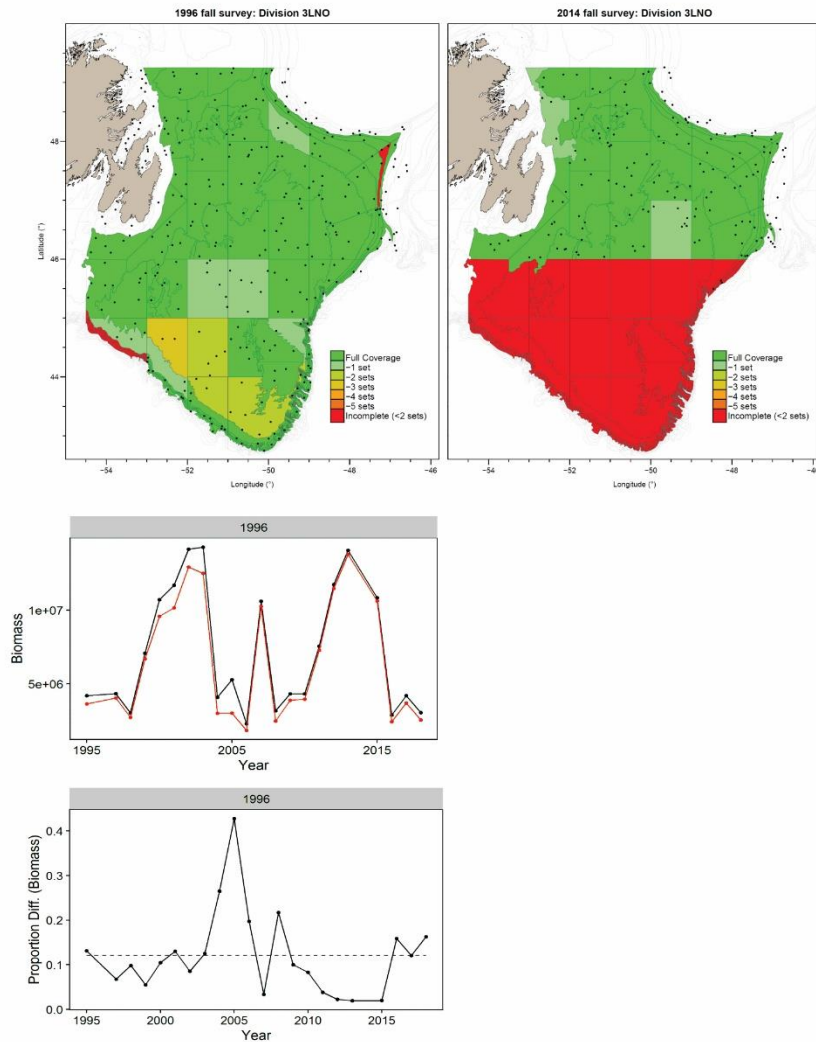 1996 fall survey: Division 3LNO
48
46
44
Latitude (°)
−54
−52
−50
−48
−46
Longitude (°)
Full Coverage
−1 set
−2 sets
−3 sets
−4 sets
−5 sets
Incomplete (<2 sets)
2014 fall survey: Division 3LNO
−54
−52
−50
−48
−46
Longitude (°)
Full Coverage
−1 set
−2 sets
−3 sets
−4 sets
−5 sets
Incomplete (<2 sets)
1996
1e+07
5e+06
Biomass
1995
2005
2015
Year
1996
0.4
0.3
0.2
0.1
0.0
Proportion Diff. (Biomass)
1995
2000
2005
2010
2015
Year